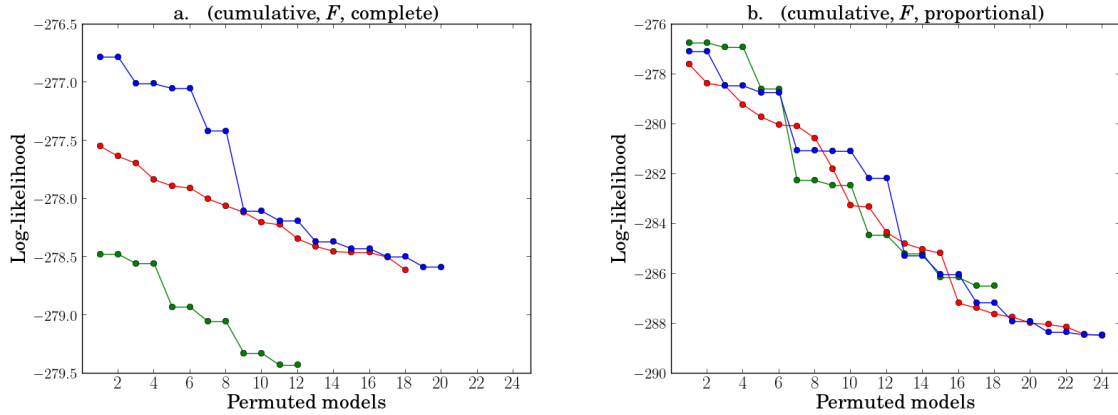 a. (cumulative, F, complete)
−276.5
−277.0
−277.5
−278.0
−278.5
−279.0
−279.5
Log-likelihood
2 4 6 8 10 12 14 16 18 20 22 24
Permuted models
b. (cumulative, F, proportional)
−276
−278
−280
−282
−284
−286
−288
−290
Log-likelihood
2 4 6 8 10 12 14 16 18 20 22 24
Permuted models